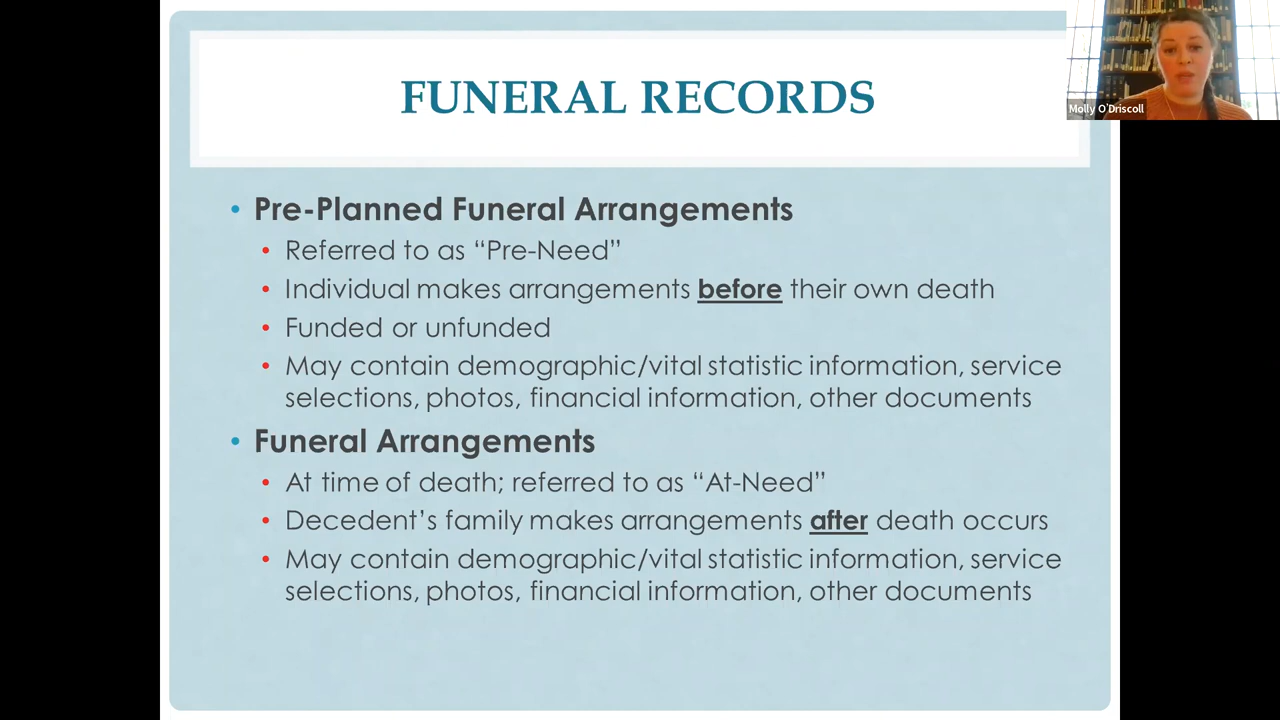 FUNERAL RECORDS
Molly O'Driscoll
• Pre-Planned Funeral Arrangements
• Referred to as “Pre-Need”
• Individual makes arrangements before their own death
• Funded or unfunded
• May contain demographic/vital statistic information, service
selections, photos, financial information, other documents
• Funeral Arrangements
• At time of death; referred to as “At-Need”
• Decedent’s family makes arrangements after death occurs
• May contain demographic/vital statistic information, service
selections, photos, financial information, other documents